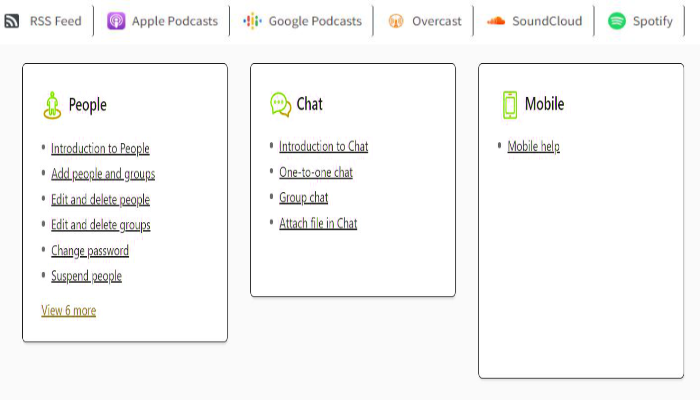 RSS Feed
Apple Podcasts
Google Podcasts
Overcast
SoundCloud
Spotify
People
Introduction to People
Add people and groups
Edit and delete people
Edit and delete groups
Change password
Suspend people
View 6 more
Chat
Introduction to Chat
One-to-one chat
Group chat
Attach file in Chat
Mobile
Mobile help